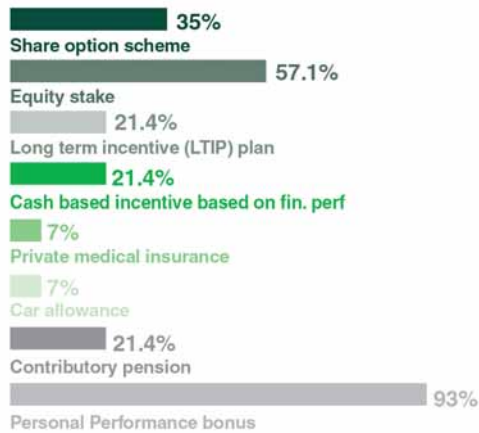 35%
Share option scheme
57.1%
Equity stake
21.4%
Long term incentive (LTIP) plan
21.4%
Cash based incentive based on fin. perf
7%
Private medical insurance
7%
Car allowance
21.4%
Contributory pension
93%
Personal Performance bonus